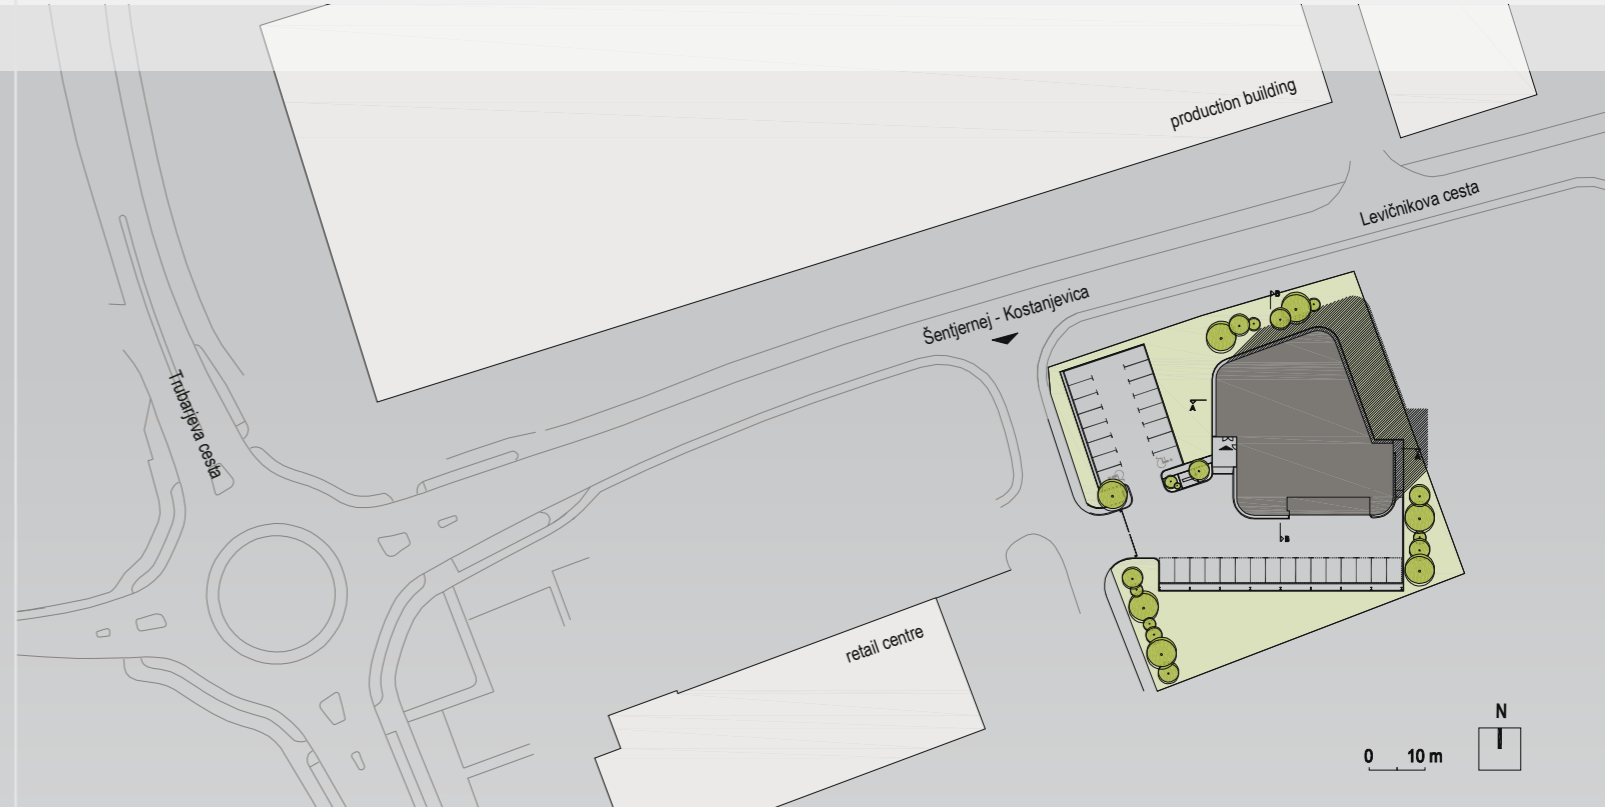 production building
Levičnikova cesta
Šentjernej - Kostanjevica
Trubarjeva cesta
B
A
A
B
retail centre
N
0 10 m